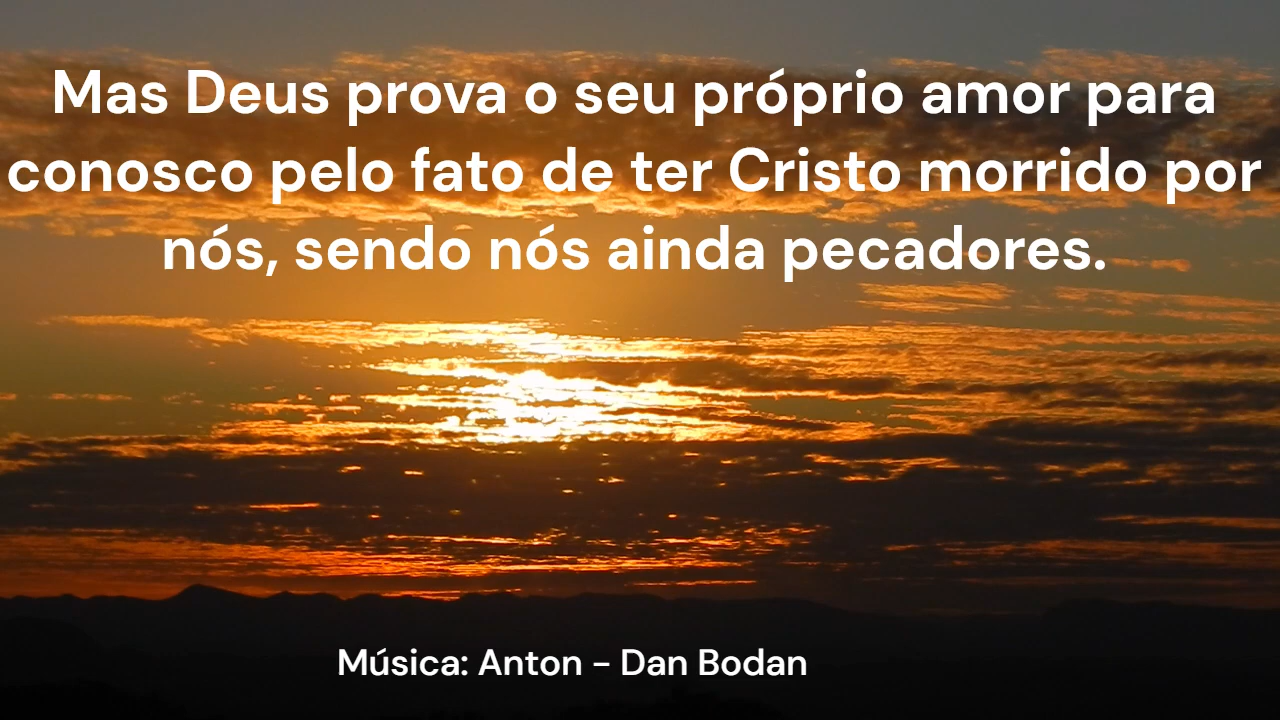 Mas Deus prova o seu próprio amor para
conosco pelo fato de ter Cristo morrido por
nós, sendo nós ainda pecadores.
Música: Anton - Dan Bodan